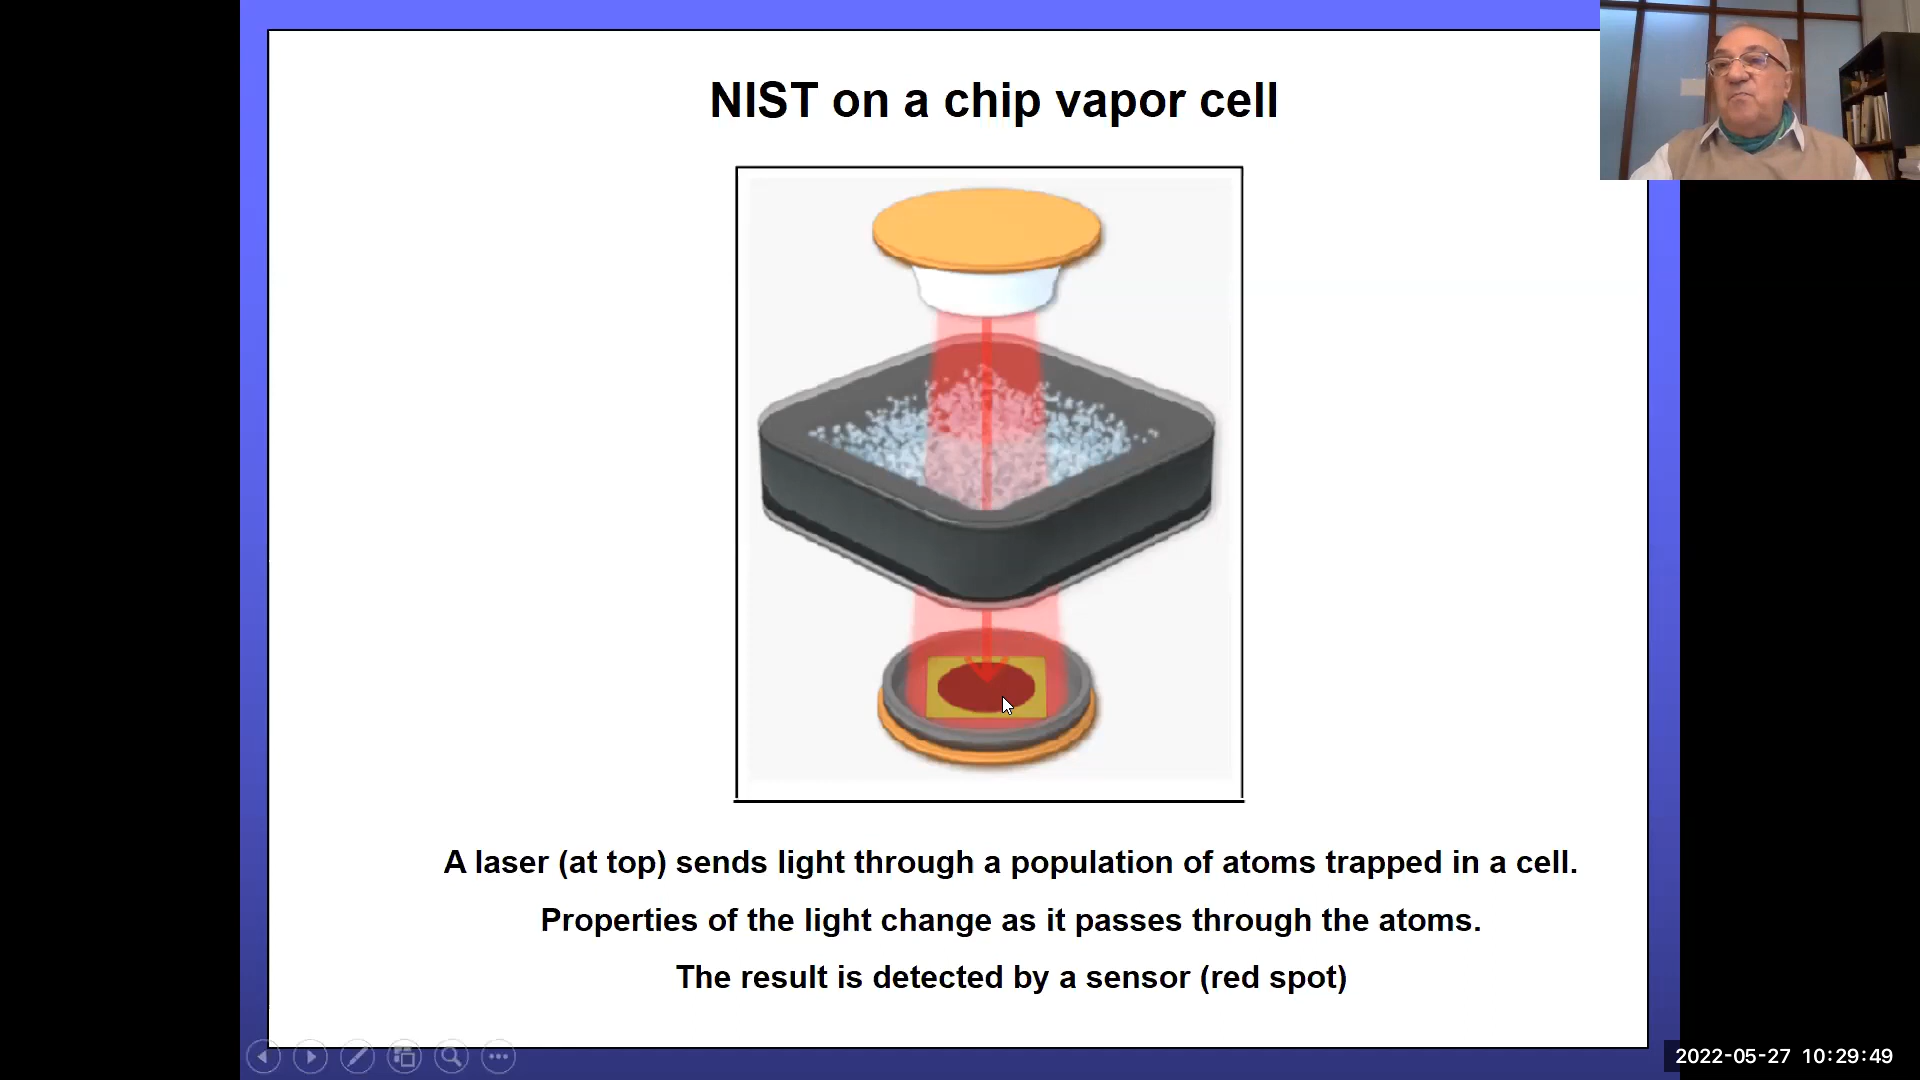 NIST on a chip vapor cell
A laser (at top) sends light through a population of atoms trapped in a cell.
Properties of the light change as it passes through the atoms.
The result is detected by a sensor (red spot)
2022-05-27 10:29:49